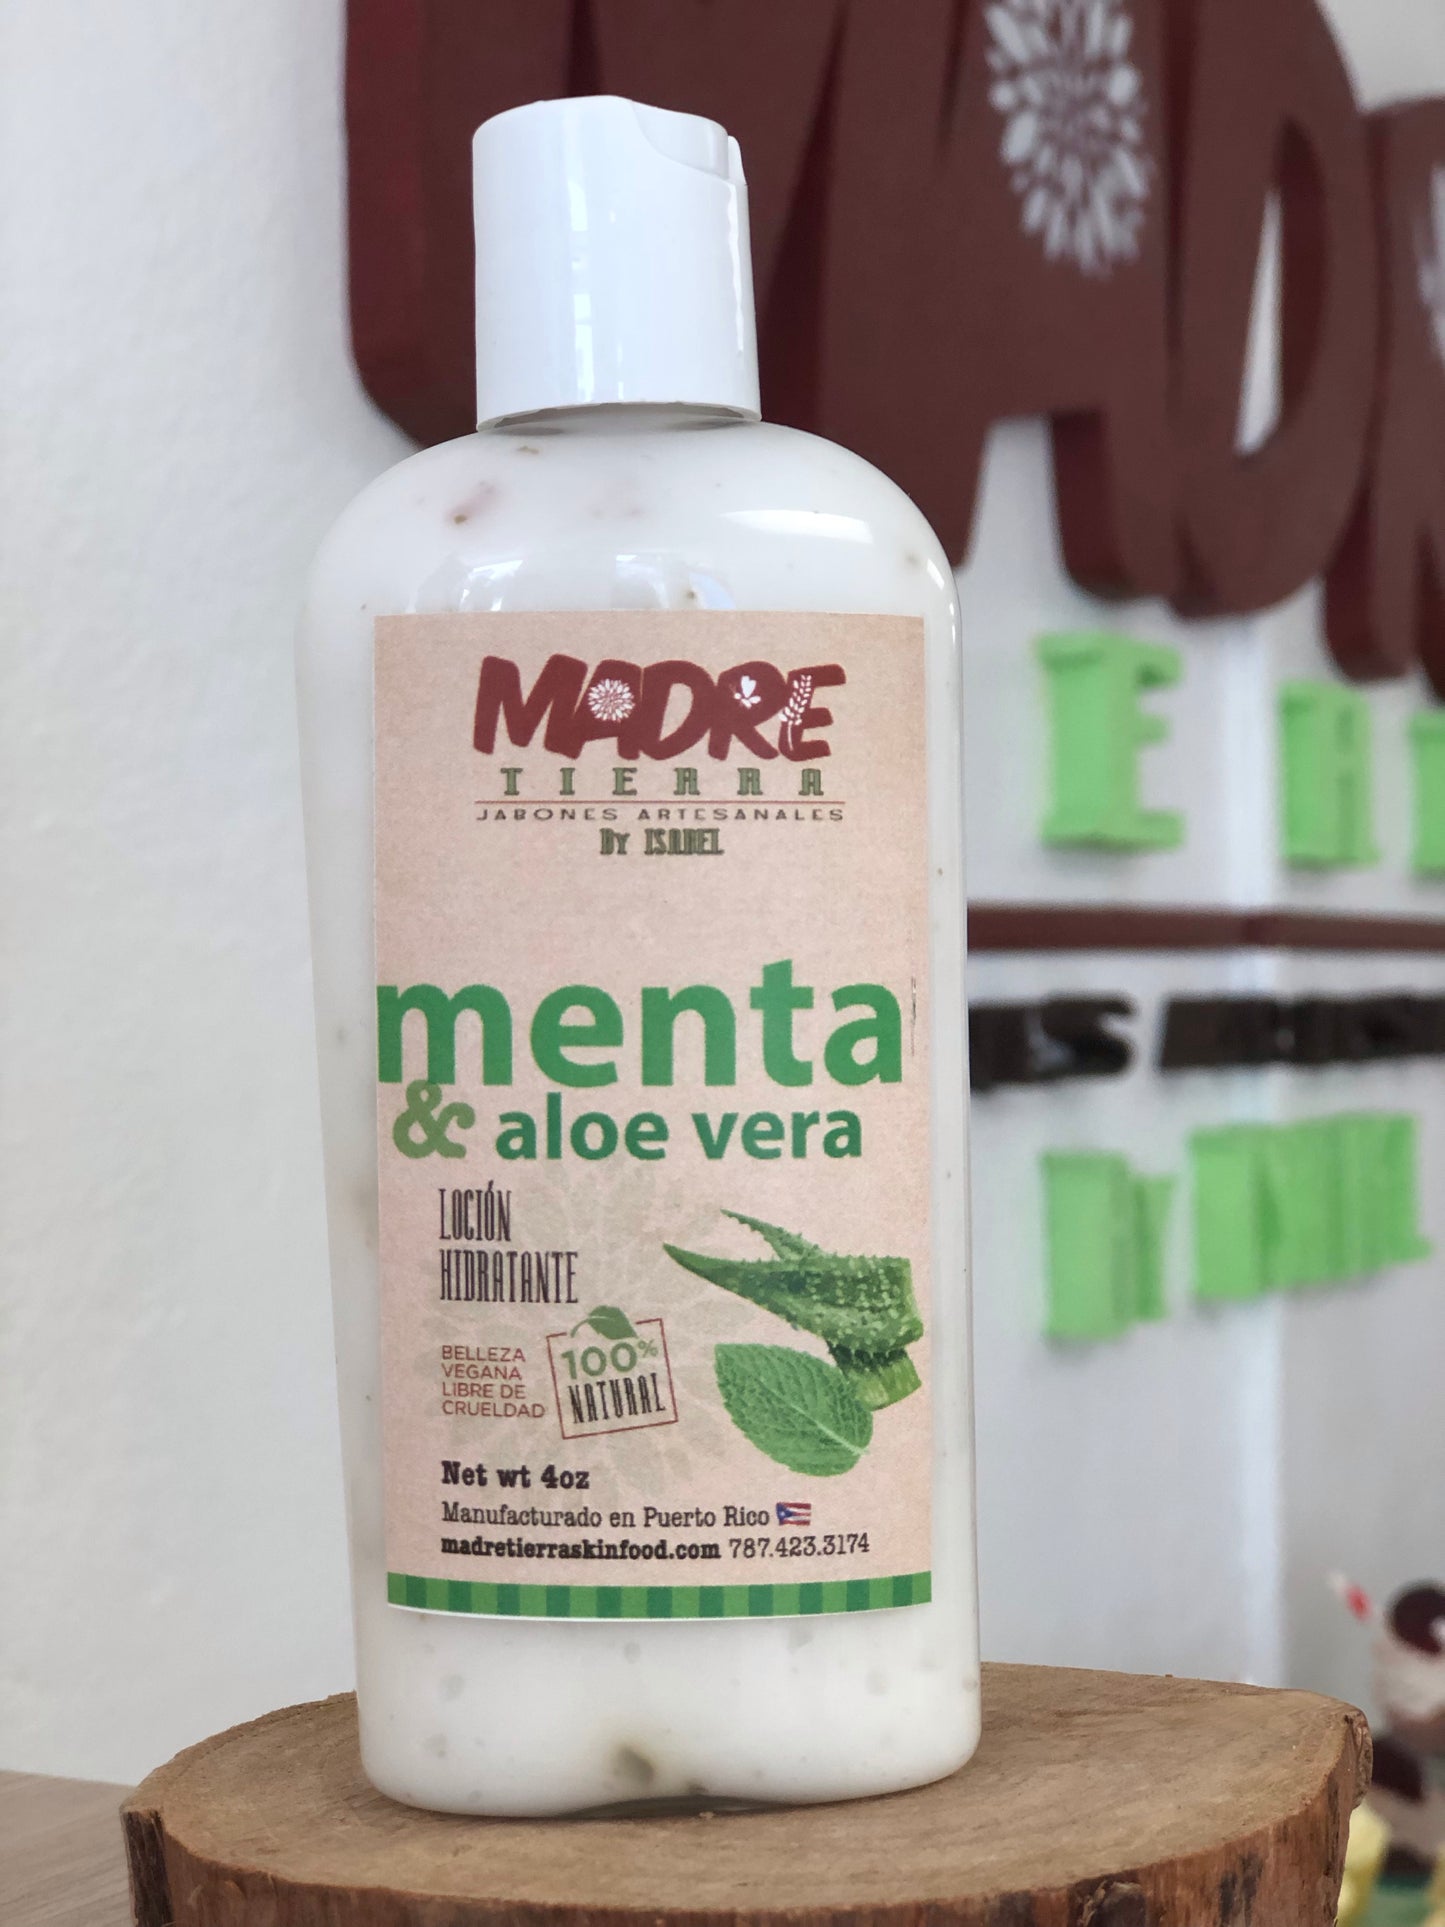 MADRE
TIERRA
JABONES ARTESANALES
By ISABEL
menta
& aloe vera
LOCIÓN
HIDRATANTE
BELLEZA
VEGANA
LIBRE DE
CRUELDAD
100%
NATURAL
Net wt 4oz
Manufacturado en Puerto Rico
madretierraskinfood.com 787.423.3174